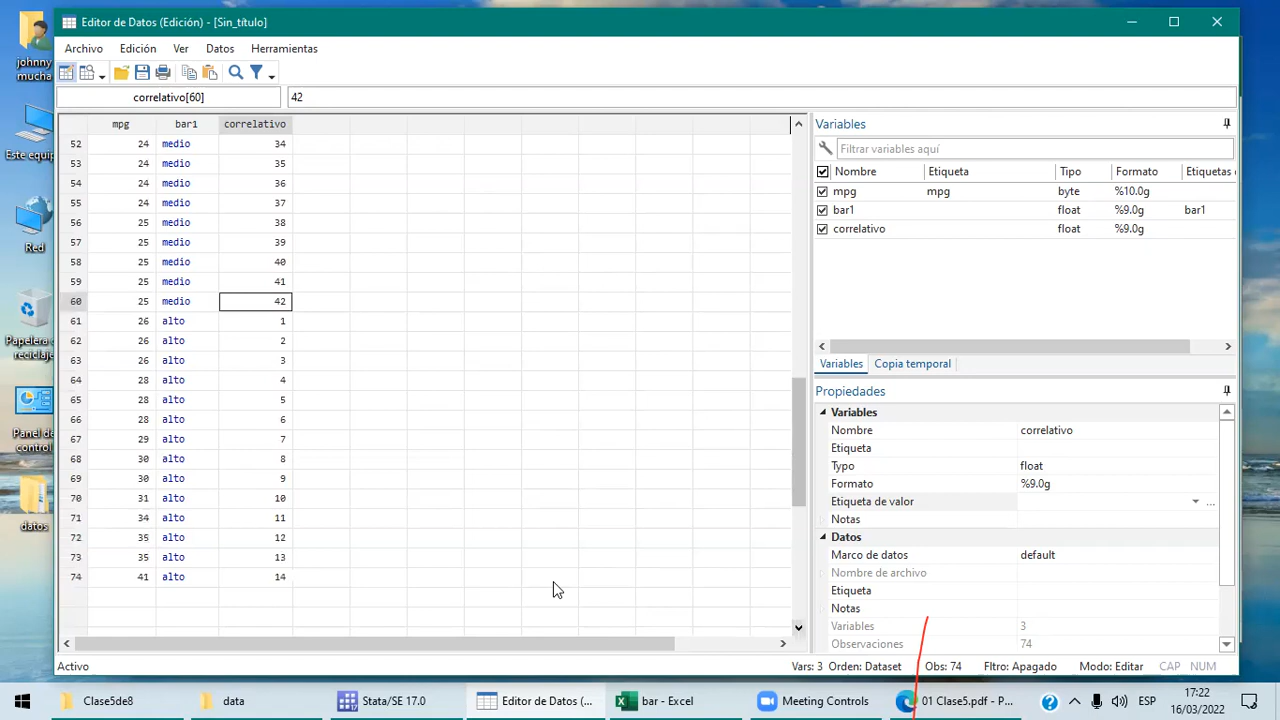 Editor de Datos (Edición) - [Sin_título]
Archivo Edición Ver Datos Herramientas
correlativo[60] 42
mpg bar1 correlativo
52 24 medio 34
53 24 medio 35
54 24 medio 36
55 24 medio 37
56 25 medio 38
57 25 medio 39
58 25 medio 40
59 25 medio 41
60 25 medio 42
61 26 alto 1
62 26 alto 2
63 26 alto 3
64 28 alto 4
65 28 alto 5
66 28 alto 6
67 29 alto 7
68 30 alto 8
69 30 alto 9
70 31 alto 10
71 34 alto 11
72 35 alto 12
73 35 alto 13
74 41 alto 14
Variables
Filtrar variables aquí
Nombre Etiqueta Tipo Formato Etiquetas
mpg mpg byte %10.0g
bar1 float %9.0g bar1
correlativo float %9.0g
Variables Copia temporal
Propiedades
Variables
Nombre correlativo
Etiqueta
Typo float
Formato %9.0g
Etiqueta de valor ...
Notas
Datos
Marco de datos default
Nombre de archivo
Etiqueta
Notas
Variables 3
Observaciones 74
Activo Vars: 3 Orden: Dataset Obs: 74 Fltro: Apagado Modo: Editar CAP NUM
johnny
mucha
Este equip
Red
Papelera
reciclaje
Panel de
control
datos
Clase5de8 data Stata/SE 17.0 Editor de Datos (... bar - Excel Meeting Controls 01 Clase5.pdf - P... ESP 7:22
16/03/2022